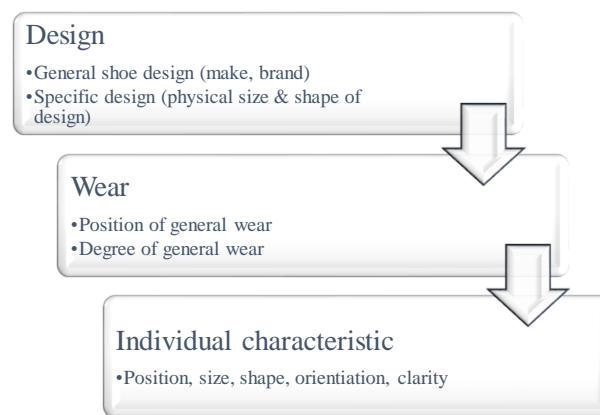 Design
•General shoe design (make, brand)
•Specific design (physical size & shape of
design)
Wear
•Position of general wear
•Degree of general wear
Individual characteristic
•Position, size, shape, orientiation, clarity